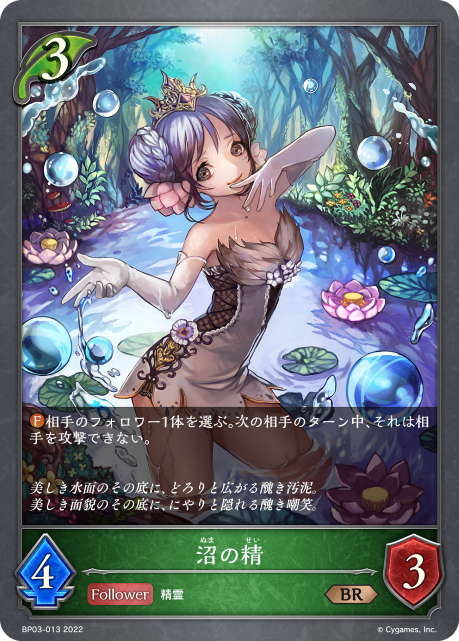 3
F 相手のフォロワー1体を選ぶ。次の相手のターン中、それは相
手を攻撃できない。
美しき水面のその底に、どろりと広がる醜き汚泥。
美しき面貌のその底に、にやりと隠れる醜き嘲笑。
ぬま せい
沼の精
4
Follower 精霊
BR
3
BP03-013 2022
© Cygames, Inc.